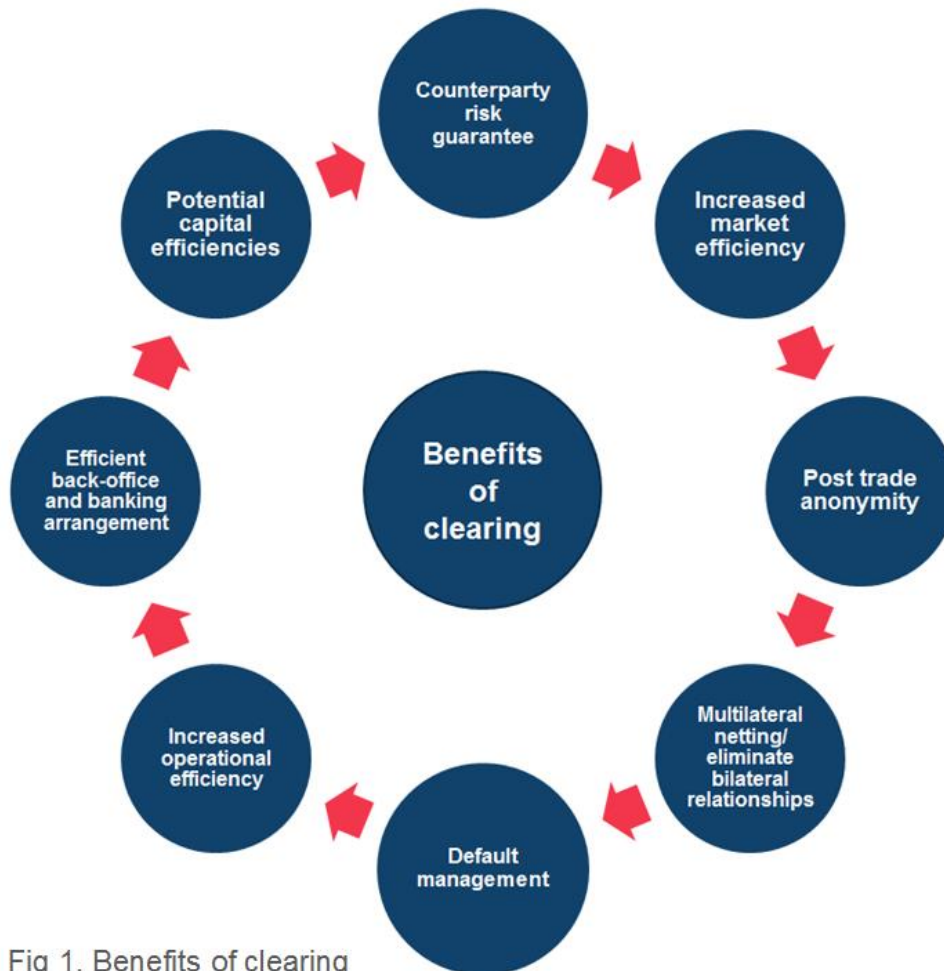 Counterparty
risk
guarantee
Increased
market
efficiency
Post trade
anonymity
Multilateral
netting/
eliminate
bilateral
relationships
Default
management
Increased
operational
efficiency
Efficient
back-office
and banking
arrangement
Potential
capital
efficiencies
Benefits
of
clearing
Fig 1. Benefits of clearing